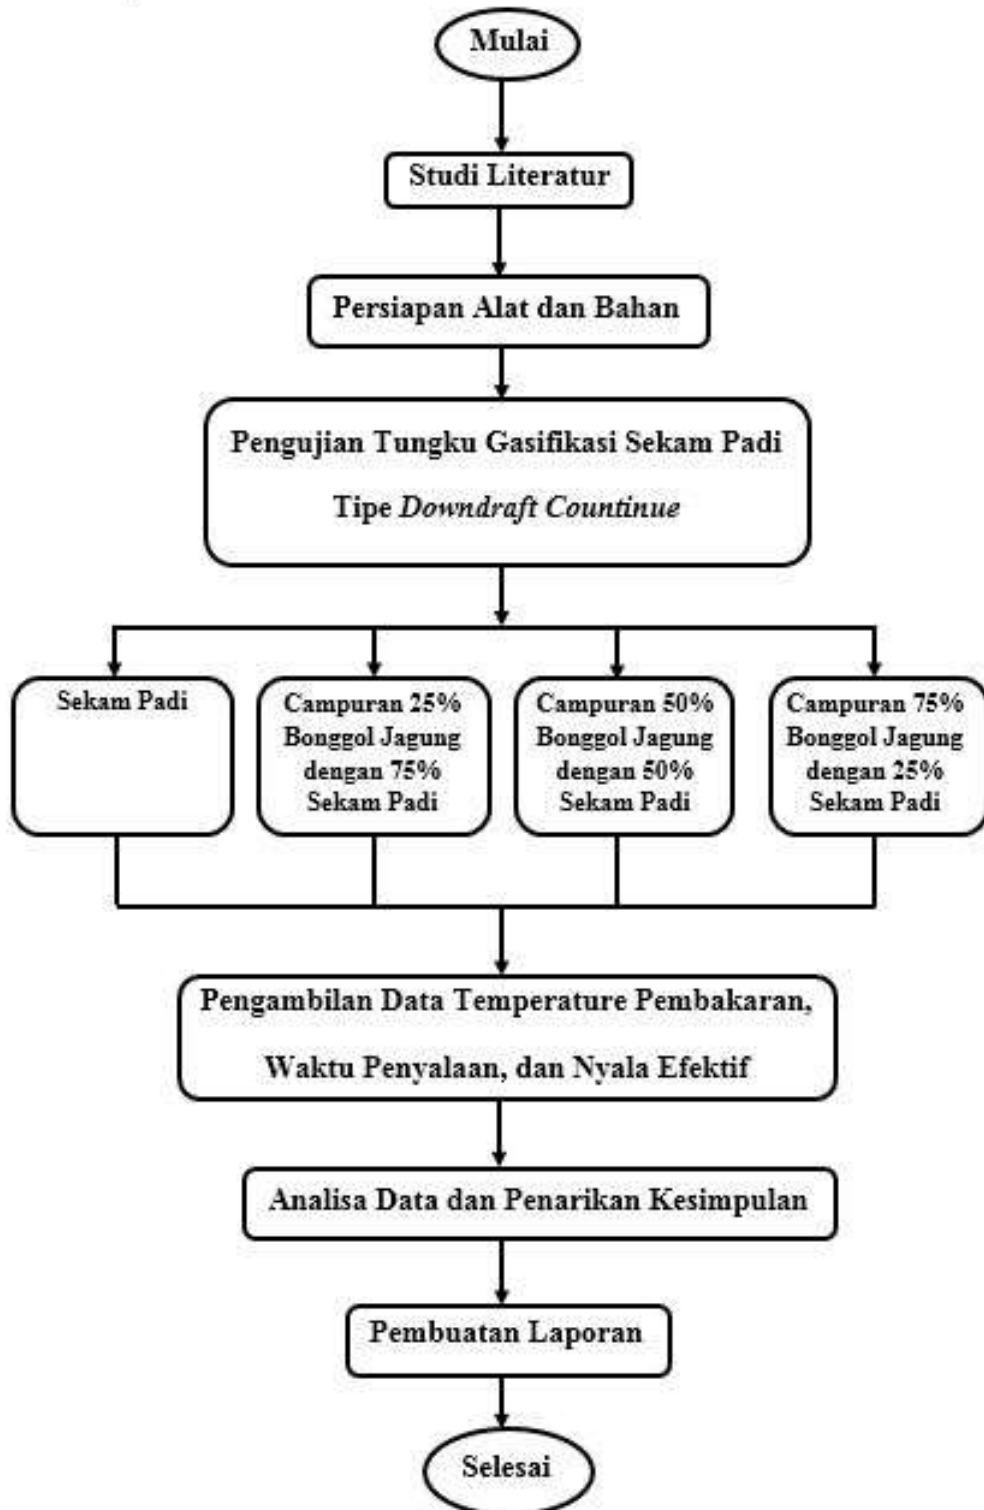 Mulai
Studi Literatur
Persiapan Alat dan Bahan
Pengujian Tungku Gasifikasi Sekam Padi
Tipe Downdraft Countinue
Sekam Padi
Campuran 25%
Bonggol Jagung
dengan 75%
Sekam Padi
Campuran 50%
Bonggol Jagung
dengan 50%
Sekam Padi
Campuran 75%
Bonggol Jagung
dengan 25%
Sekam Padi
Pengambilan Data Temperature Pembakaran,
Waktu Penyalaan, dan Nyala Efektif
Analisa Data dan Penarikan Kesimpulan
Pembuatan Laporan
Selesai